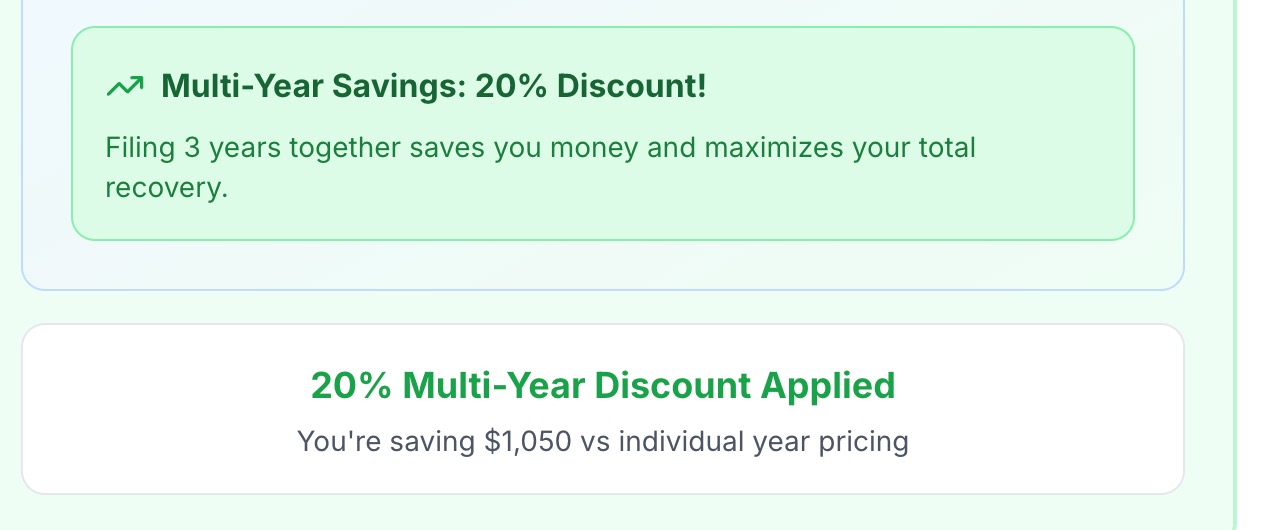 Multi-Year Savings: 20% Discount!
Filing 3 years together saves you money and maximizes your total
recovery.
20% Multi-Year Discount Applied
You're saving $1,050 vs individual year pricing